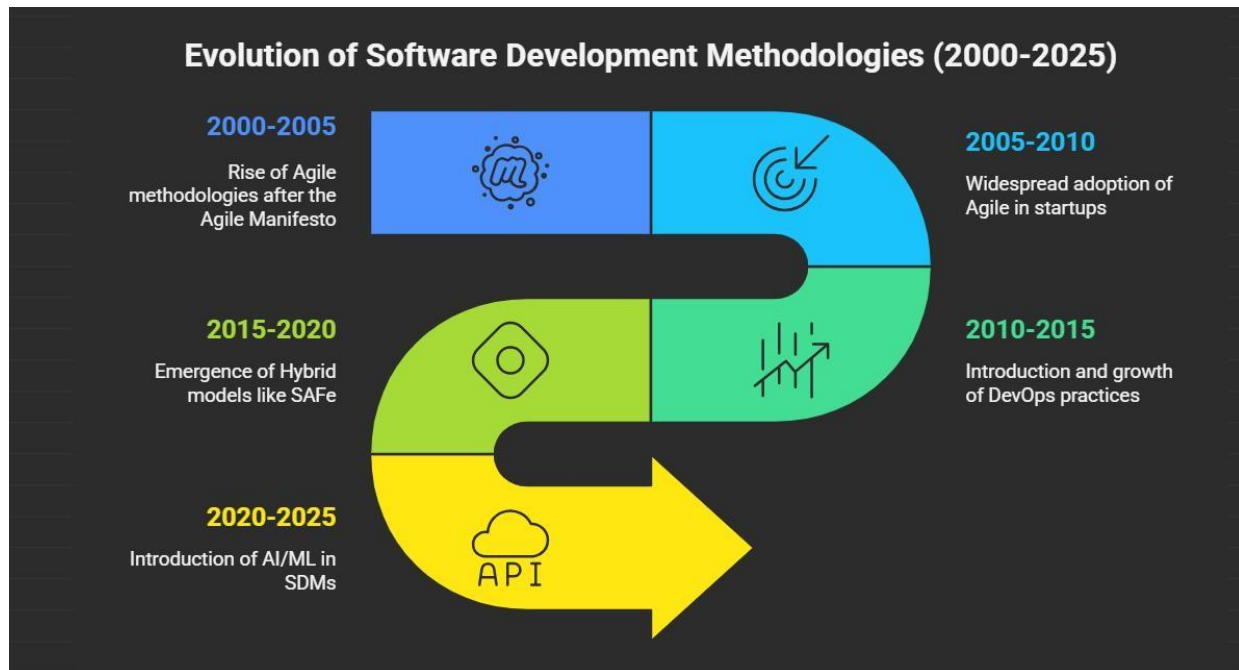 Evolution of Software Development Methodologies (2000-2025)
2000-2005
Rise of Agile
methodologies after the
Agile Manifesto
2005-2010
Widespread adoption of
Agile in startups
2010-2015
Introduction and growth
of DevOps practices
2015-2020
Emergence of Hybrid
models like SAFe
2020-2025
Introduction of AI/ML in
SDMs
m
API